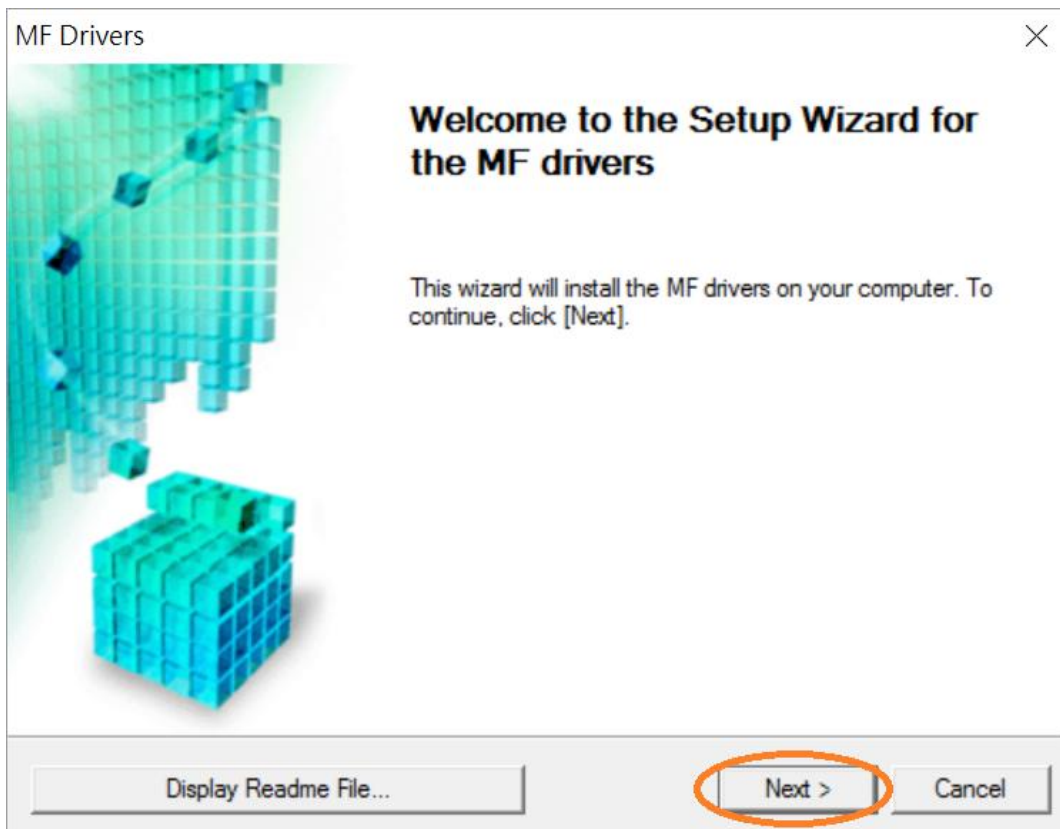 MF Drivers
Welcome to the Setup Wizard for
the MF drivers
This wizard will install the MF drivers on your computer. To
continue, click [Next].
Display Readme File...
Next >
Cancel